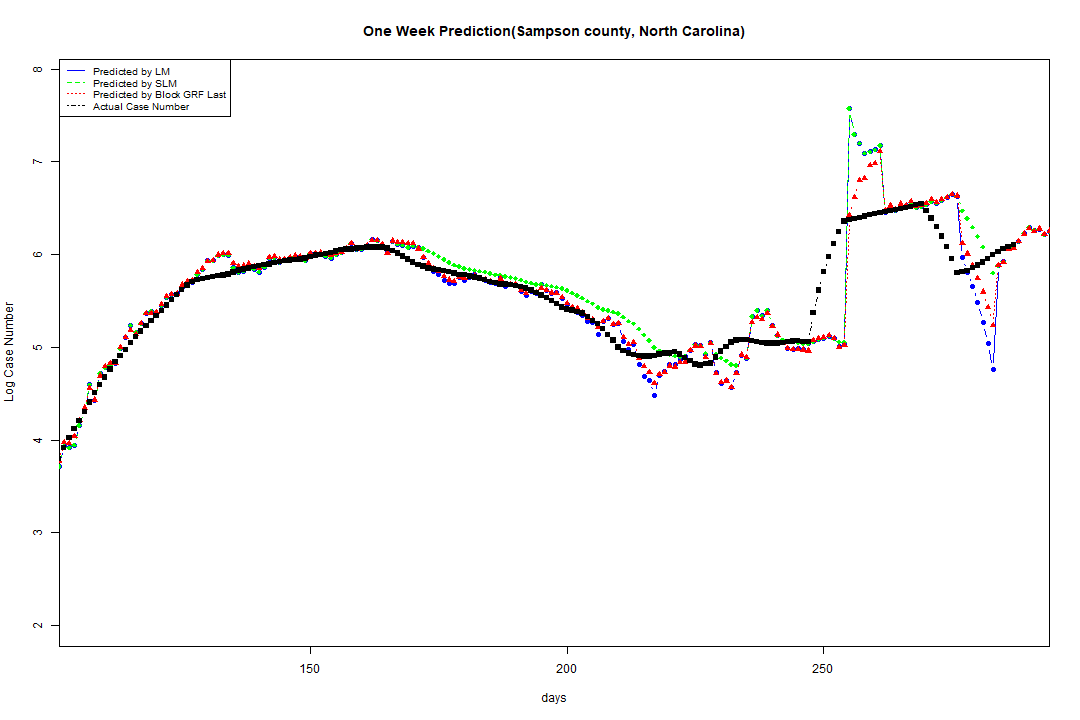 One Week Prediction(Sampson county, North Carolina)
Predicted by LM
Predicted by SLM
Predicted by Block GRF Last
Actual Case Number
8
7
6
5
4
3
2
Log Case Number
150
200
250
days